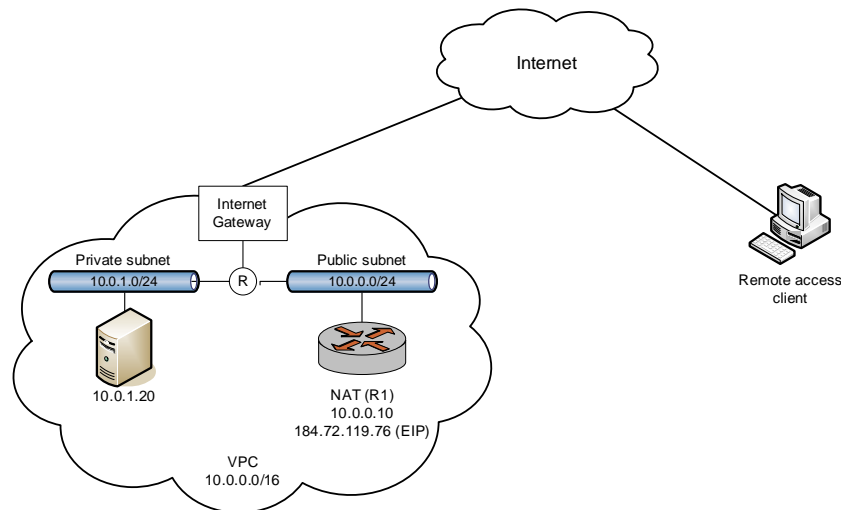 Internet
Internet
Gateway
Private subnet
10.0.1.0/24
R
Public subnet
10.0.0.0/24
10.0.1.20
NAT (R1)
10.0.0.10
184.72.119.76 (EIP)
VPC
10.0.0.0/16
Remote access
client